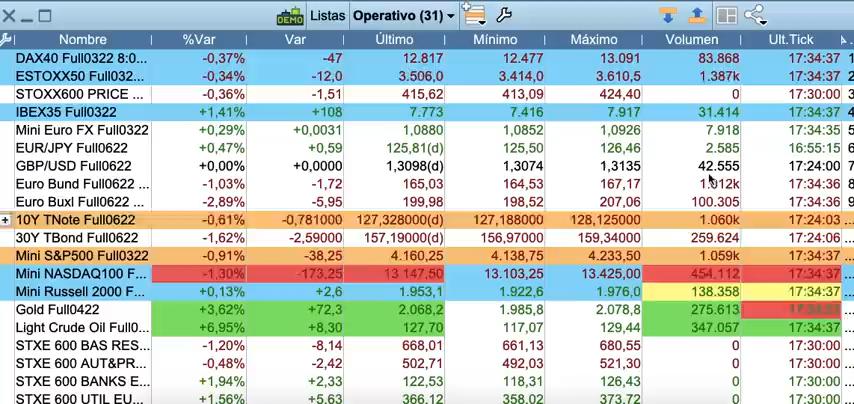 DEMO Listas Operativo (31)
Nombre %Var Var Último Mínimo Máximo Volumen Ult.Tick
DAX40 Full0322 8:0... -0,37% -47 12.817 12.477 13.091 83.868 17:34:37 1
ESTOXX50 Full032... -0,34% -12,0 3.506,0 3.414,0 3.610,5 1.387k 17:34:37 2
STOXX600 PRICE ... -0,36% -1,51 415,62 413,09 424,40 0 17:30:00 3
IBEX35 Full0322 +1,41% +108 7.773 7.416 7.917 31.414 17:34:37 4
Mini Euro FX Full0322 +0,29% +0,0031 1,0880 1,0852 1,0926 7.918 17:34:35 5
EUR/JPY Full0622 +0,47% +0,59 125,81(d) 125,50 126,46 2.585 16:55:15 6
GBP/USD Full0622 +0,00% +0,0000 1,3098(d) 1,3074 1,3135 42.555 17:24:00
Euro Bund Full0622 ... -1,03% -1,72 165,03 164,53 167,17 1.012k 17:34:36 8
Euro Buxl Full0622 ... -2,89% -5,95 199,98 198,52 207,06 100.305 17:34:36 9
10Y TNote Full0622 -0,61% -0,781000 127,328000(d) 127,188000 128,125000 1.060k 17:24:03 ...
30Y TBond Full0622 -1,62% -2,59000 157,19000(d) 156,97000 159,34000 259.624 17:24:06 ...
Mini S&P500 Full0322 -0,91% -38,25 4.160,25 4.138,75 4.233,50 1.059k 17:34:37 ...
Mini NASDAQ100 F... -1,30% -173,25 13.147,50 13.103,25 13.425,00 454.112 17:34:37 ...
Mini Russell 2000 F... +0,13% +2,6 1.953,1 1.922,6 1.976,0 138.358 17:34:37 ...
Gold Full0422 +3,62% +72,3 2.068,2 1.985,8 2.078,8 275.613 ...
Light Crude Oil Full0... +6,95% +8,30 127,70 117,07 129,44 347.057 17:34:37 ...
STXE 600 BAS RES... -1,20% -8,14 668,01 661,13 680,55 0 17:30:00 ...
STXE 600 AUT&PR... -0,48% -2,42 502,71 492,03 521,30 0 17:30:00 ...
STXE 600 BANKS E... +1,94% +2,33 122,53 118,31 126,43 0 17:30:00 ...
STXE 600 UTIL EU... +1,56% +5,63 366,12 358,02 373,72 0 17:30:00 ...